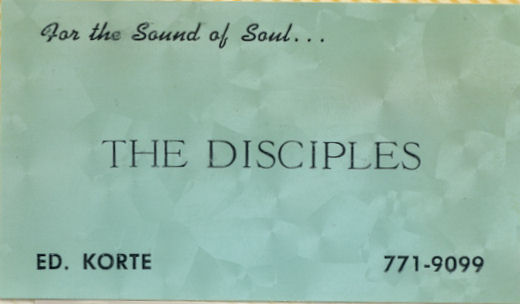 For the Sound of Soul...
THE DISCIPLES
ED. KORTE 771-9099